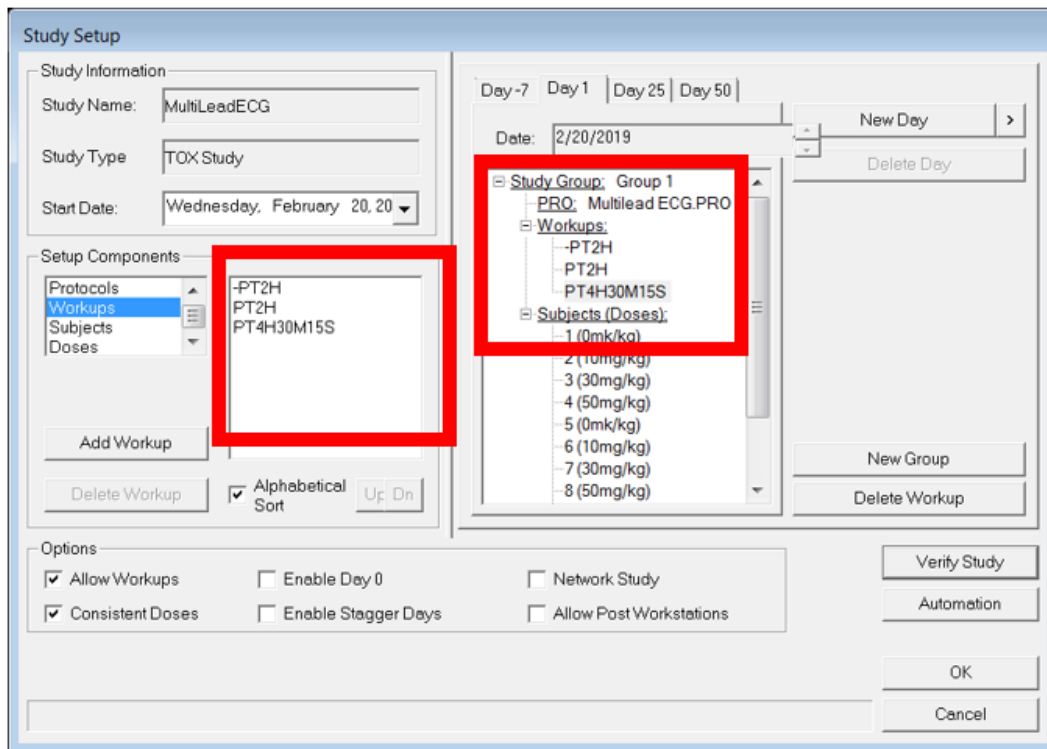 Study Setup
Study Information
Study Name: MultiLeadECG
Study Type TOX Study
Start Date: Wednesday, February 20, 20
Setup Components
Protocols
Workups
Subjects
Doses
-PT2H
PT2H
PT4H30M15S
Add Workup
Delete Workup
Alphabetical
Sort
Up Dn
Day -7 Day 1 Day 25 Day 50
Date: 2/20/2019
Study Group: Group 1
PRO: Multilead ECG.PRO
Workups:
-PT2H
PT2H
PT4H30M15S
Subjects (Doses):
1 (0mk/kg)
2 (10mg/kg)
3 (30mg/kg)
4 (50mg/kg)
5 (0mk/kg)
6 (10mg/kg)
7 (30mg/kg)
8 (50mg/kg)
New Day >
Delete Day
New Group
Delete Workup
Options
Allow Workups Enable Day 0 Network Study
Consistent Doses Enable Stagger Days Allow Post Workstations
Verify Study
Automation
OK
Cancel